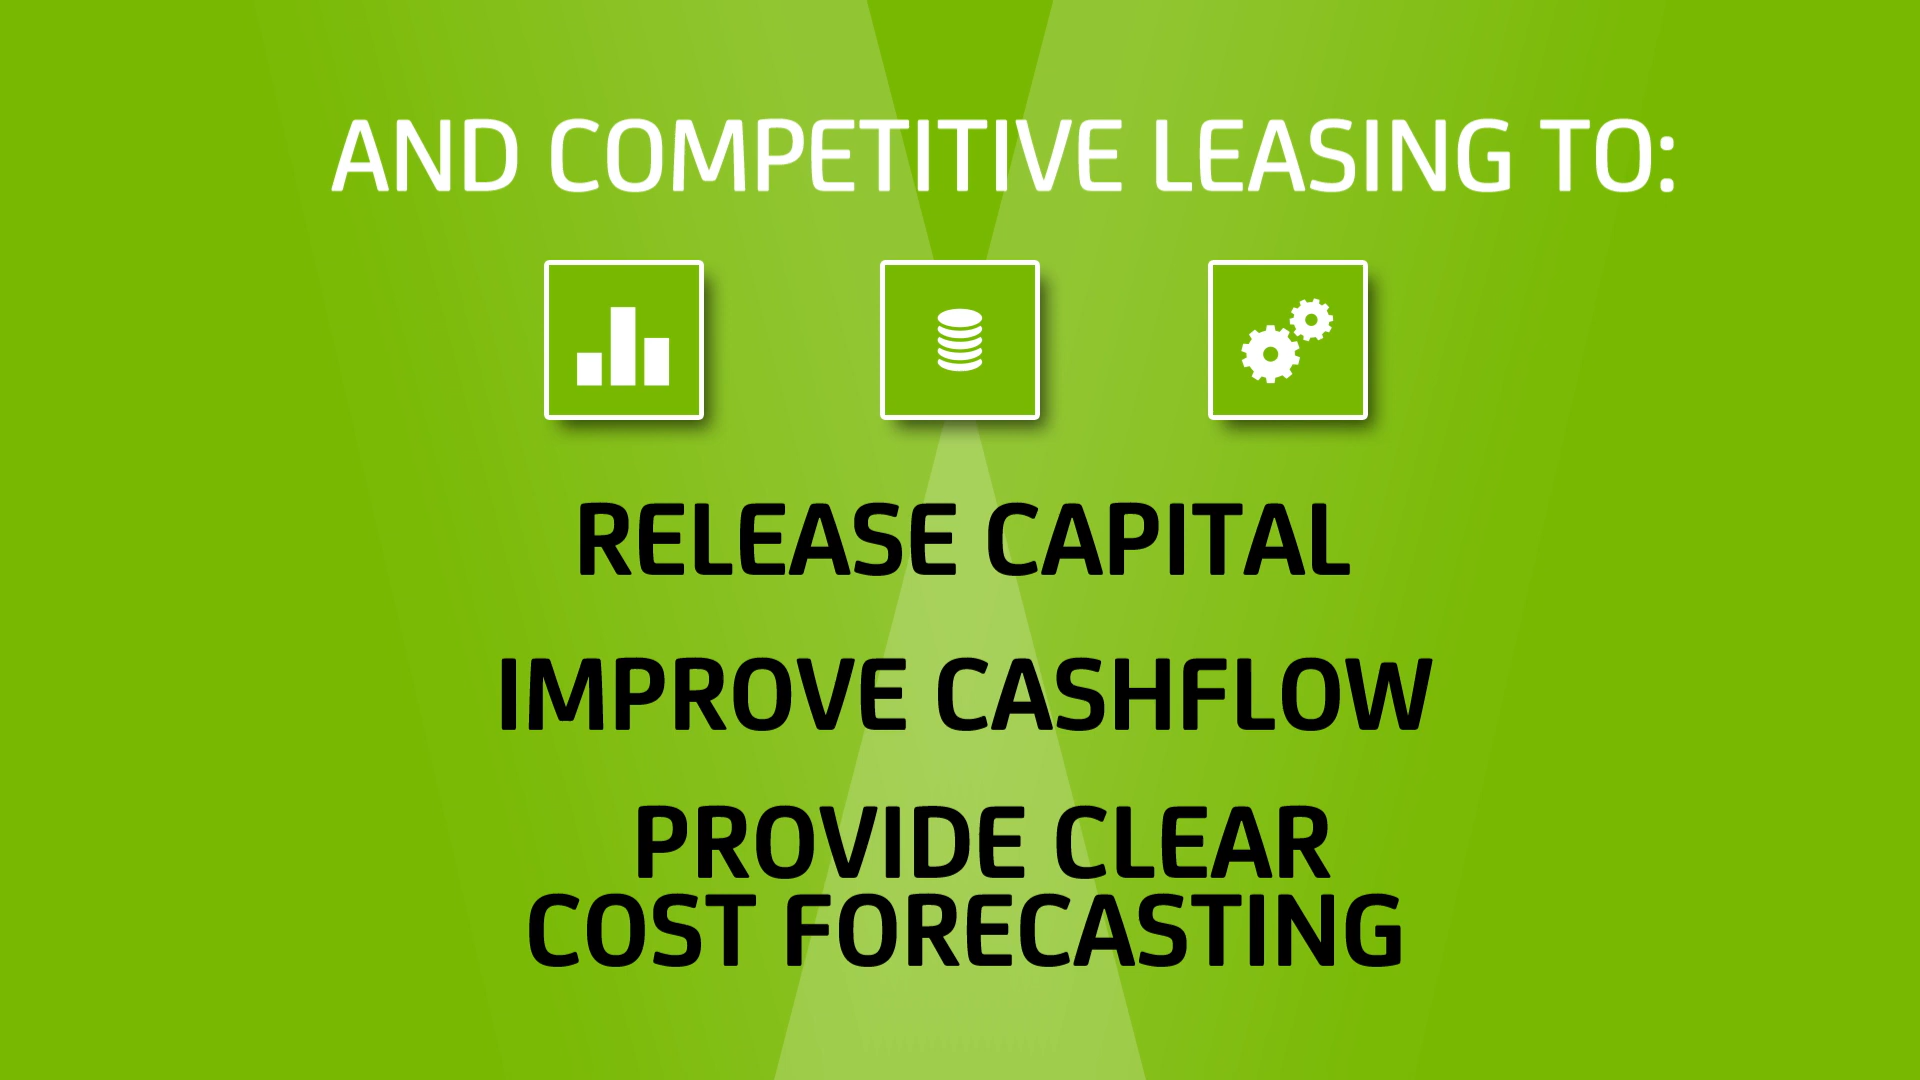 AND COMPETITIVE LEASING TO:
RELEASE CAPITAL
IMPROVE CASHFLOW
PROVIDE CLEAR
COST FORECASTING